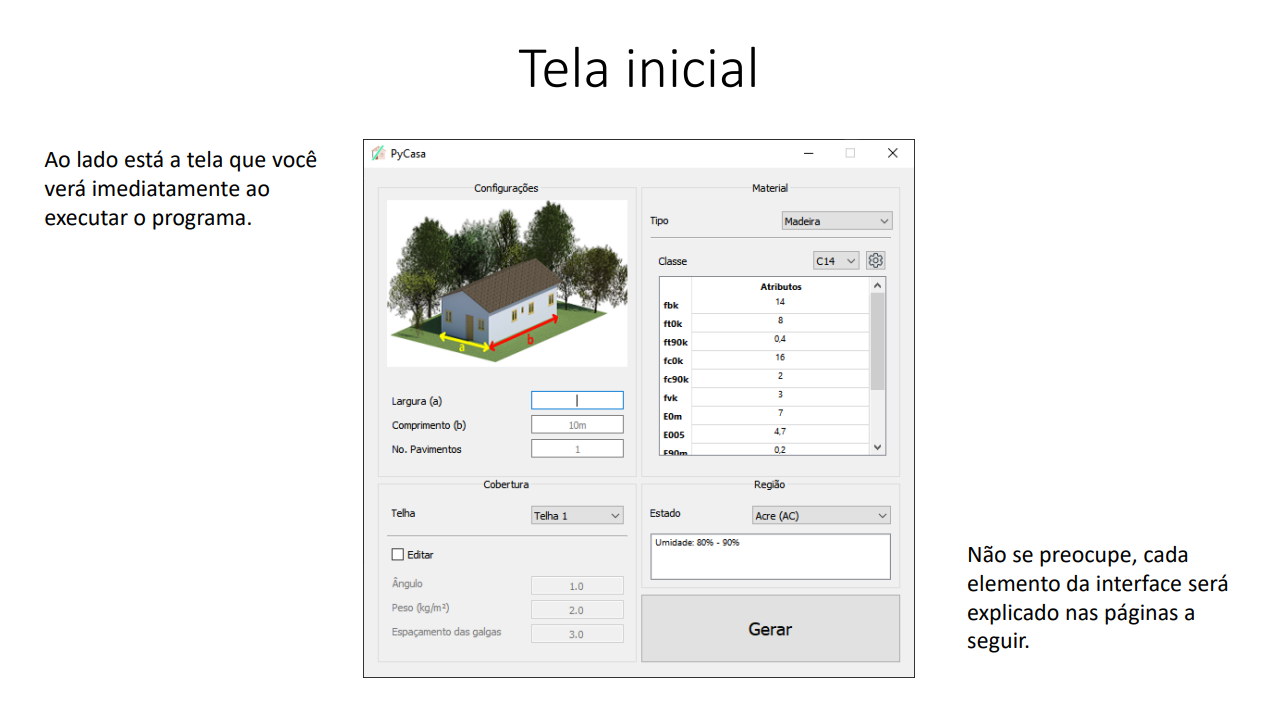 Tela inicial
Ao lado está a tela que você
verá imediatamente ao
executar o programa.
PyCasa
Configurações
a
b
Largura (a)
Comprimento (b) 10m
No. Pavimentos 1
Material
Tipo Madeira
Classe C14
Atributos
fbk 14
ft0k 8
ft90k 0,4
fc0k 16
fc90k 2
fvk 3
E0m 7
E005 4,7
E90m 0,2
Cobertura
Telha Telha 1
Editar
Ângulo 1.0
Peso (kg/m²) 2.0
Espaçamento das galgas 3.0
Região
Estado Acre (AC)
Umidade: 80% - 90%
Gerar
Não se preocupe, cada
elemento da interface será
explicado nas páginas a
seguir.